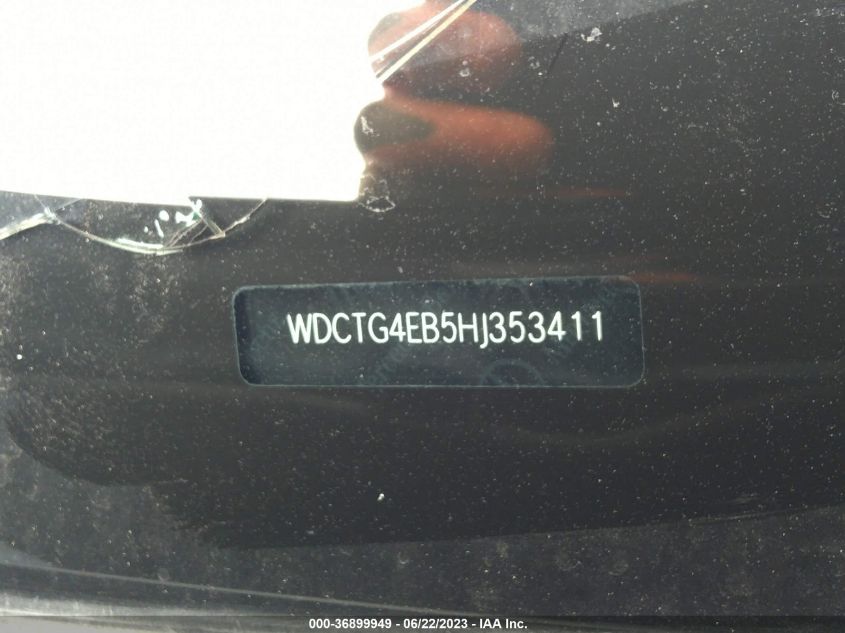 WDCTG4EB5HJ353411
000-36899949 - 06/22/2023 - IAA Inc.